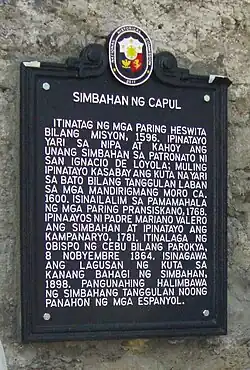 SIMBAHAN NG CAPUL
ITINATAG NG MGA PARING HESWITA
BILANG MISYON, 1596. IPINATAYO
YARI SA NIPA AT KAHOY ANG
UNANG SIMBAHAN SA PATRONATO NI
SAN IGNACIO DE LOYOLA; MULING
IPINATAYO KASABAY ANG KUTA NA YARI
SA BATO BILANG TANGGULAN LABAN
SA MGA MANDIRIGMANG MORO CA.
1600. ISINAILALIM SA PAMAMAHALA
NG MGA PARING PRANSISKANO, 1768.
IPINAAYOS NI PADRE MARIANO VALERO
ANG SIMBAHAN AT IPINATAYO ANG
KAMPANARYO, 1781. ITINALAGA NG
OBISPO NG CEBU BILANG PAROKYA,
8 NOBYEMBRE 1864. ISINAGAWA
ANG LAGUSAN NG KUTA SA
KANANG BAHAGI NG SIMBAHAN,
1898. PANGUNAHING HALIMBAWA
NG SIMBAHANG TANGGULAN NOONG
PANAHON NG MGA ESPANYOL.